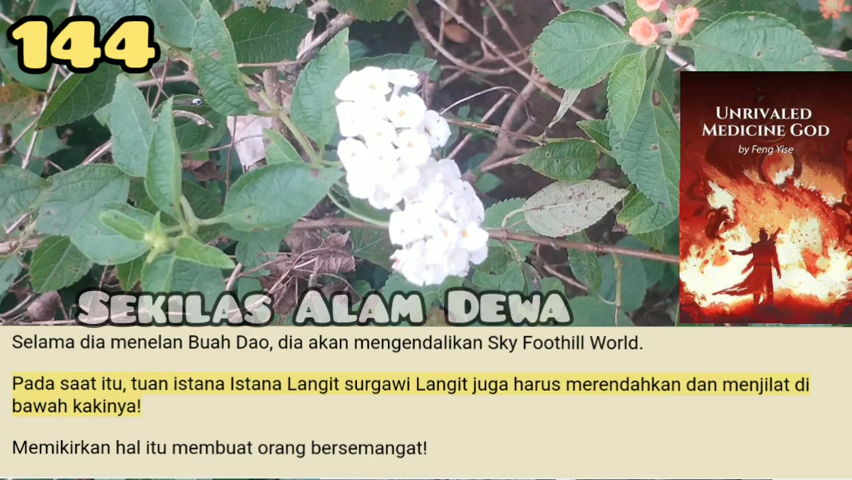 144
UNRIVALED
MEDICINE GOD
by Feng Yise
SEKILAS ALAM DEWA
Selama dia menelan Buah Dao, dia akan mengendalikan Sky Foothill World.
Pada saat itu, tuan istana Istana Langit surgawi Langit juga harus merendahkan dan menjilat di
bawah kakinya!
Memikirkan hal itu membuat orang bersemangat!